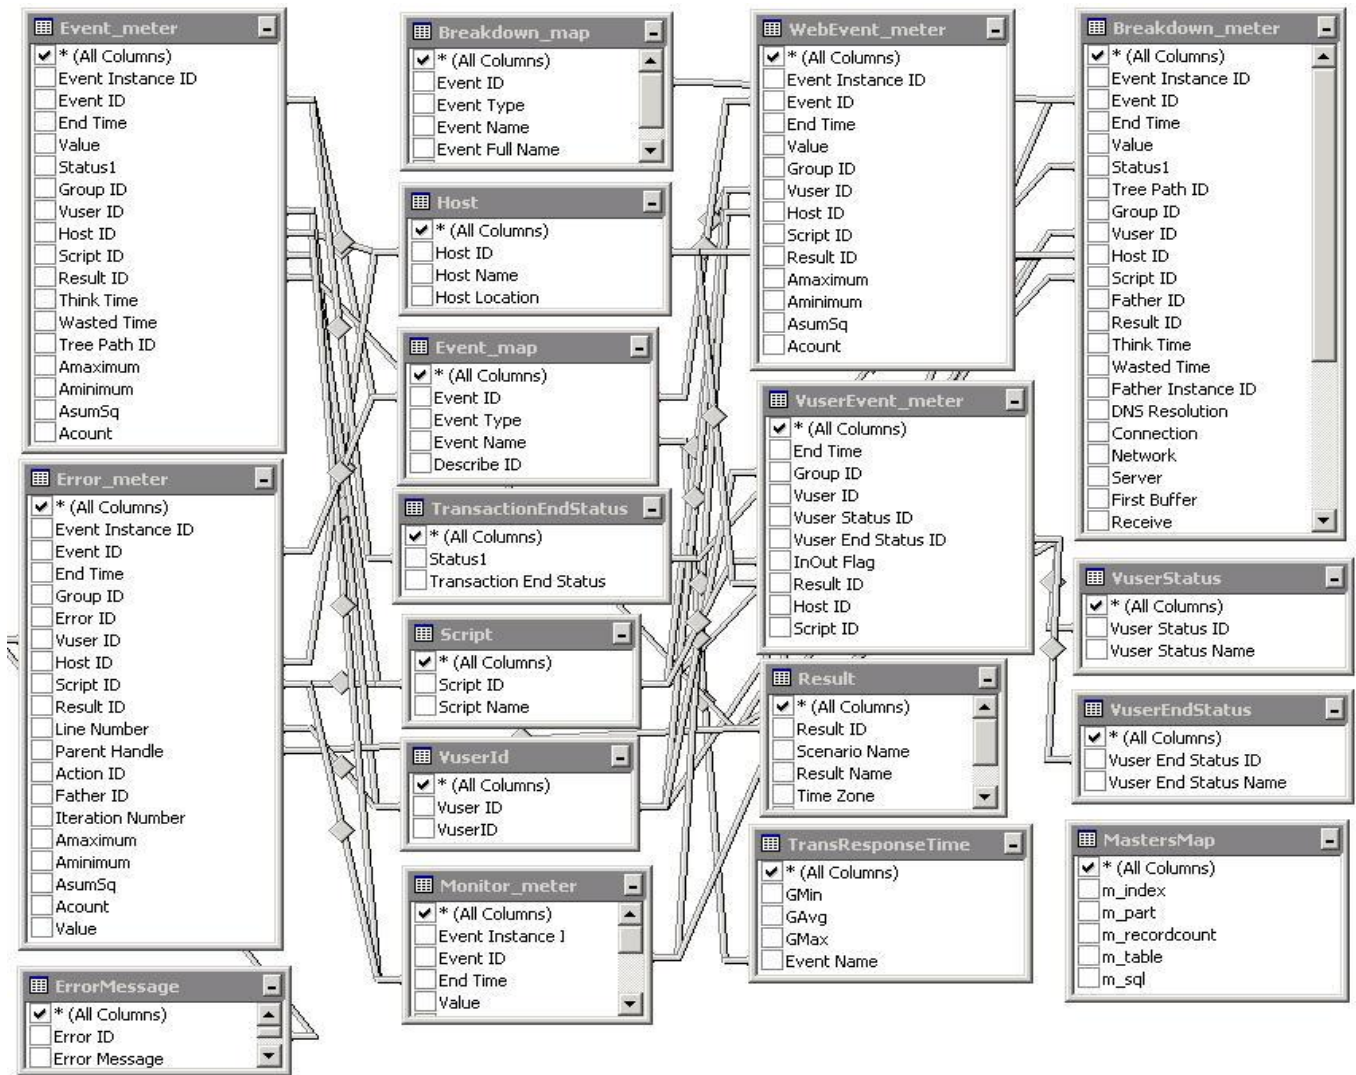 Event_meter
* (All Columns)
Event Instance ID
Event ID
End Time
Value
Status1
Group ID
Vuser ID
Host ID
Script ID
Result ID
Think Time
Wasted Time
Tree Path ID
Amaximum
Aminimum
AsumSq
Acount
Error_meter
* (All Columns)
Event Instance ID
Event ID
End Time
Group ID
Error ID
Vuser ID
Host ID
Script ID
Result ID
Line Number
Parent Handle
Action ID
Father ID
Iteration Number
Amaximum
Aminimum
AsumSq
Acount
Value
ErrorMessage
* (All Columns)
Error ID
Error Message
Breakdown_map
* (All Columns)
Event ID
Event Type
Event Name
Event Full Name
Host
* (All Columns)
Host ID
Host Name
Host Location
Event_map
* (All Columns)
Event ID
Event Type
Event Name
Describe ID
TransactionEndStatus
* (All Columns)
Status1
Transaction End Status
Script
* (All Columns)
Script ID
Script Name
VuserId
* (All Columns)
Vuser ID
VuserID
Monitor_meter
* (All Columns)
Event Instance I
Event ID
End Time
Value
WebEvent_meter
* (All Columns)
Event Instance ID
Event ID
End Time
Value
Group ID
Vuser ID
Host ID
Script ID
Result ID
Amaximum
Aminimum
AsumSq
Acount
VuserEvent_meter
* (All Columns)
End Time
Group ID
Vuser ID
Vuser Status ID
Vuser End Status ID
InOut Flag
Result ID
Host ID
Script ID
Result
* (All Columns)
Result ID
Scenario Name
Result Name
Time Zone
TransResponseTime
* (All Columns)
GMin
GAvg
GMax
Event Name
Breakdown_meter
* (All Columns)
Event Instance ID
Event ID
End Time
Value
Status1
Tree Path ID
Group ID
Vuser ID
Host ID
Script ID
Father ID
Result ID
Think Time
Wasted Time
Father Instance ID
DNS Resolution
Connection
Network
Server
First Buffer
Receive
VuserStatus
* (All Columns)
Vuser Status ID
Vuser Status Name
VuserEndStatus
* (All Columns)
Vuser End Status ID
Vuser End Status Name
MastersMap
* (All Columns)
m_index
m_part
m_recordcount
m_table
m_sql